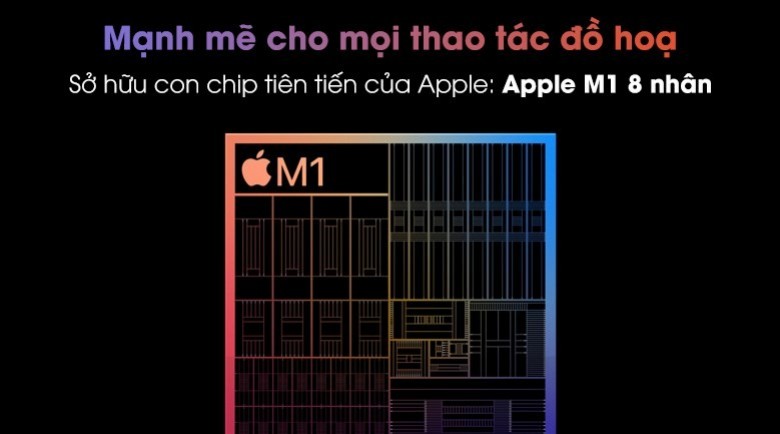 Mạnh mẽ cho mọi thao tác đồ hoạ
Sở hữu con chip tiên tiến của Apple: Apple M1 8 nhân
M1